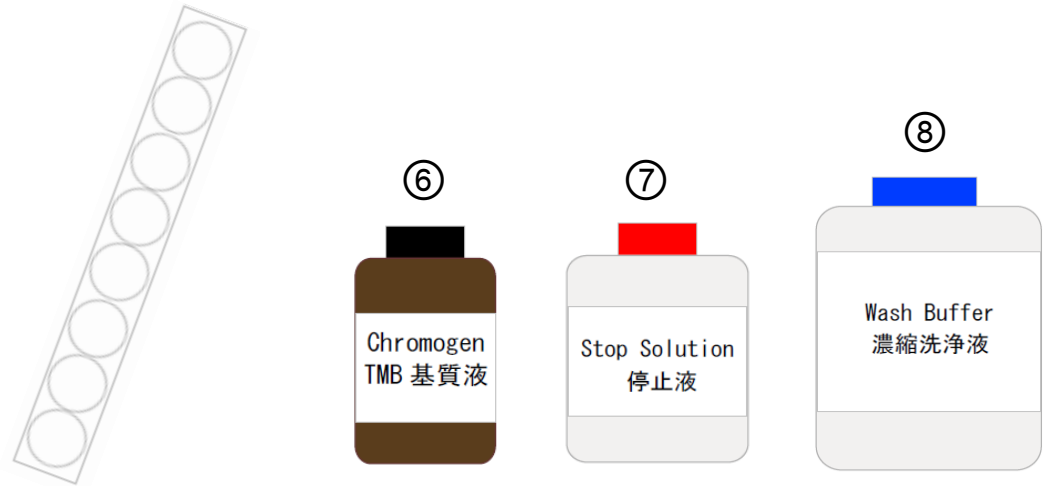 ⑥
Chromogen
TMB 基質液
⑦
Stop Solution
停止液
⑧
Wash Buffer
濃縮洗浄液